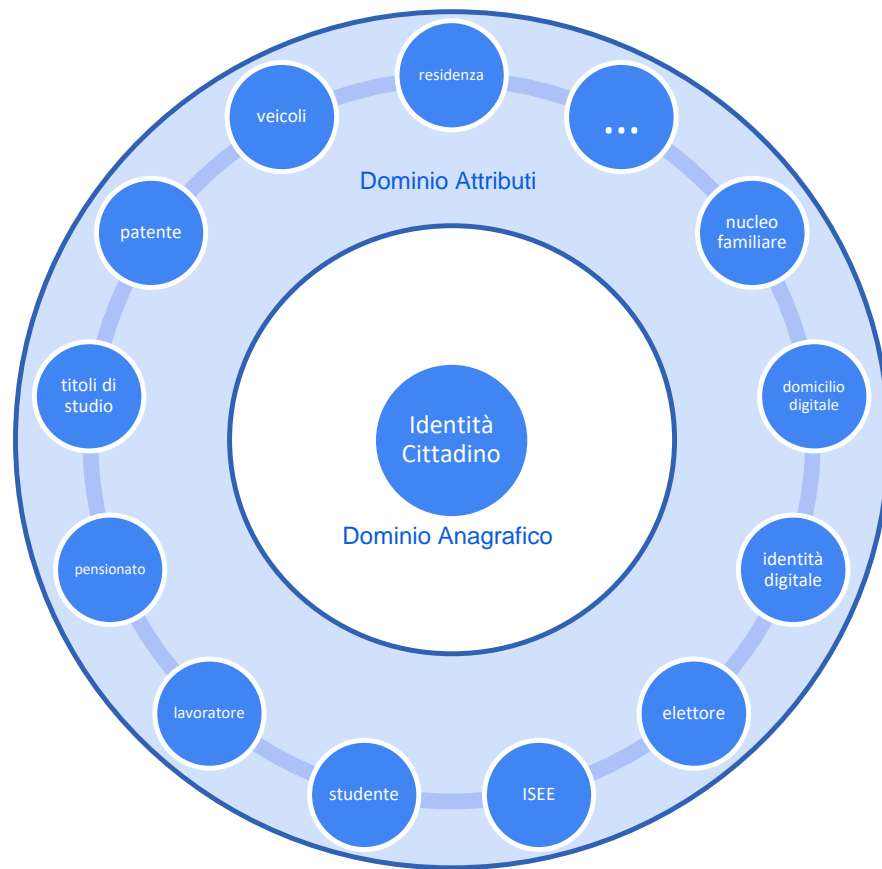 residenza
...
veicoli
Dominio Attributi
patente
nucleo
familiare
titoli di
studio
domicilio
digitale
Identità
Cittadino
Dominio Anagrafico
pensionato
identità
digitale
lavoratore
elettore
studente
ISEE